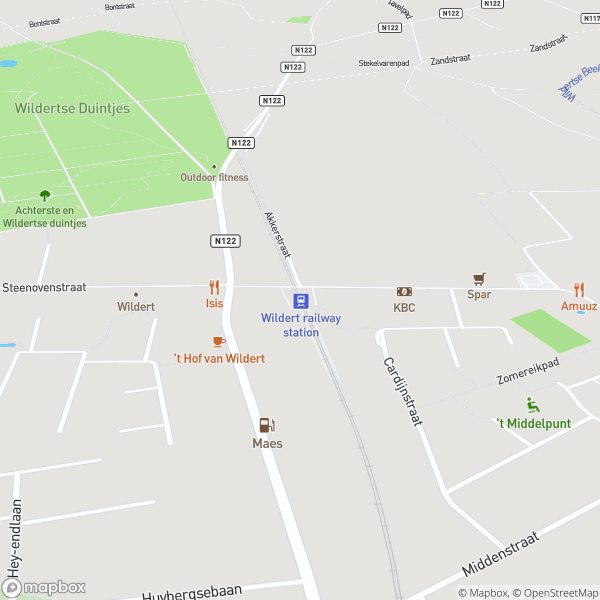 Bontstraat
Bontstraat
N122
avelpad
N122
N117
Zandstraat
N122
Zandstraat
Stekelvarenpad
N122
Wildertse Duintjes
N122
N122
Outdoor fitness
Achterste en
Wildertse duintjes
Akkerstraat
N122
Steenovenstraat
Wildert
Isis
Wildert railway
station
KBC
Spar
Amuuz
't Hof van Wildert
Cardijnstraat
Zomereikpad
't Middelpunt
Maes
Hey-endlaan
Middenstraat
Huybergsebaan
mapbox
© Mapbox, © OpenStreetMap